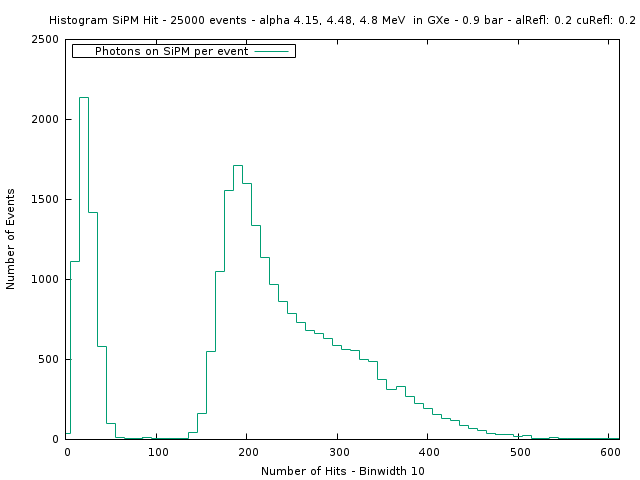 Histogram SiPM Hit - 25000 events - alpha 4.15, 4.48, 4.8 MeV  in GXe - 0.9 bar - alRefl: 0.2 cuRefl: 0.2
Photons on SiPM per event
2500
2000
1500
1000
500
0
Number of Events
0 100 200 300 400 500 600
Number of Hits - Binwidth 10